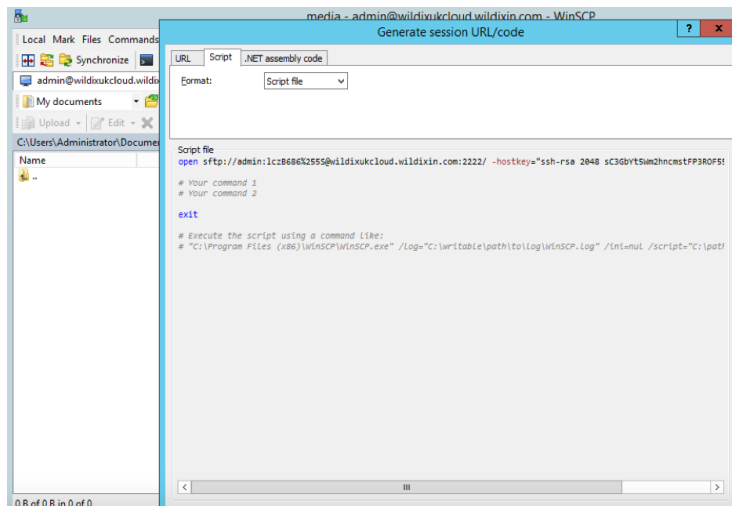 media - admin@wildixukcloud.wildixin.com - WinSCP
Generate session URL/code
? x
Local Mark Files Commands
URL Script .NET assembly code
Synchronize
Format: Script file
admin@wildixukcloud.wildix
My documents
Upload Edit
C:\Users\Administrator\Documen
Name
..
Script file
open sftp://admin:lczB686%255S@wildixukcloud.wildixin.com:2222/ -hostkey="ssh-rsa 2048 sC3GbYt5Wm2hncmstFP3ROF5
# Your command 1
# Your command 2
exit
# Execute the script using a command like:
# "C:\Program Files (x86)\WinSCP\WinSCP.exe" /log="C:\writable\path\to\log\WinSCP.log" /ini=nul /script="C:\path
0 B of 0 B in 0 of 0